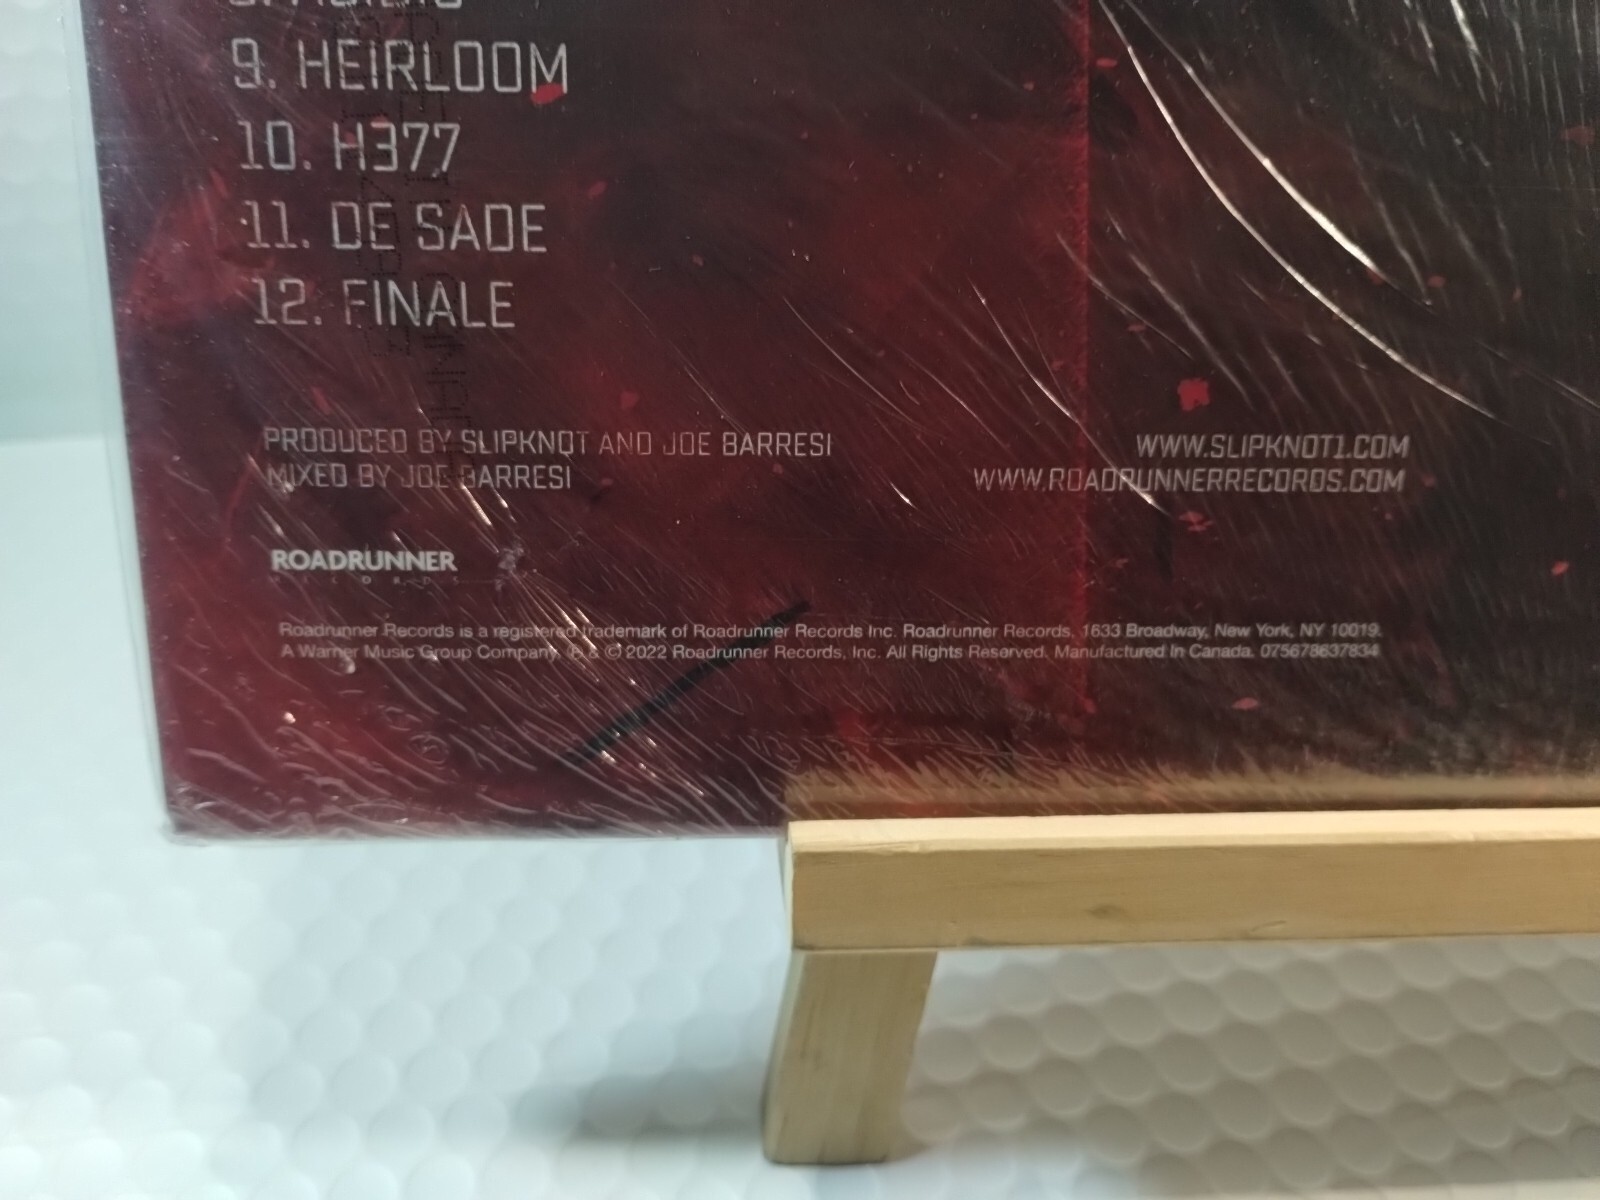 9. HEIRLOOM
10. H377
11. DE SADE
12. FINALE
PRODUCED BY SLIPKNOT AND JOE BARRESI
MIXED BY JOE BARRESI
WWW.SLIPKNOT1.COM
WWW.ROADRUNNERRECORDS.COM
ROADRUNNER
RECORDS
Roadrunner Records is a registered trademark of Roadrunner Records Inc. Roadrunner Records, 1633 Broadway, New York, NY 10019.
A Warner Music Group Company. Ⓟ & © 2022 Roadrunner Records, Inc. All Rights Reserved. Manufactured In Canada. 075678637834